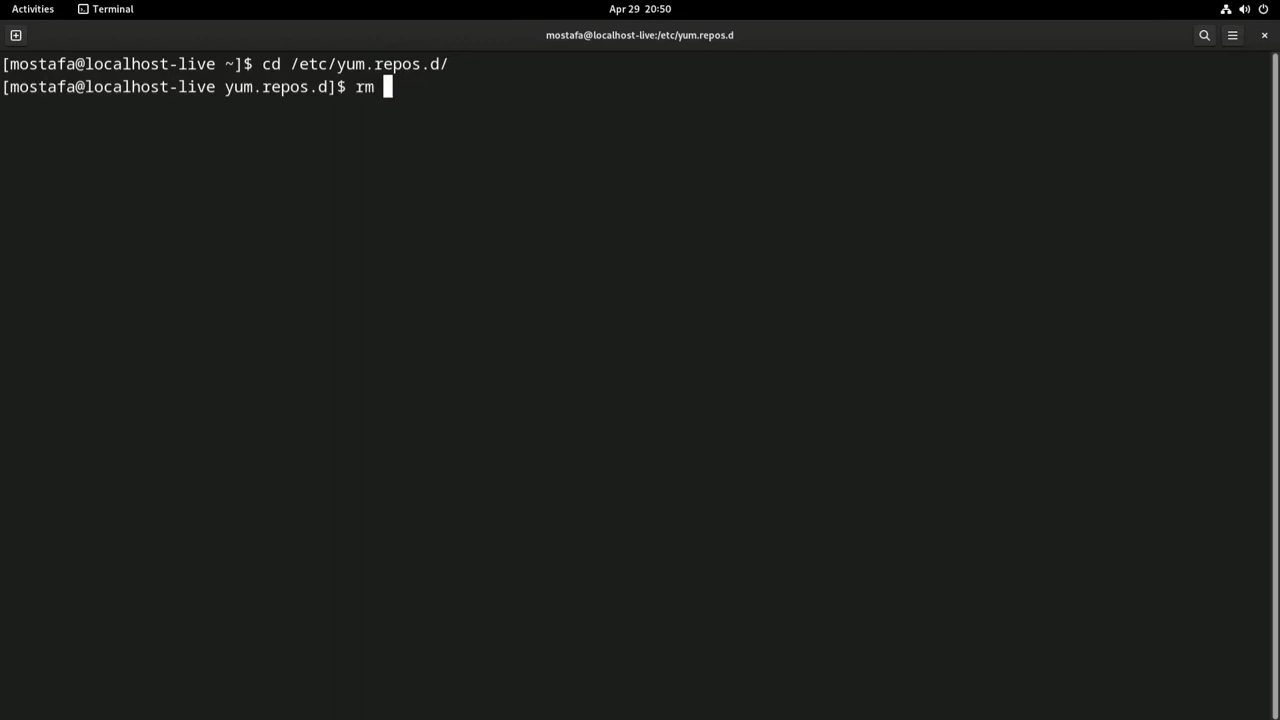 Activities Terminal Apr 29 20:50
mostafa@localhost-live:/etc/yum.repos.d
[mostafa@localhost-live ~]$ cd /etc/yum.repos.d/
[mostafa@localhost-live yum.repos.d]$ rm